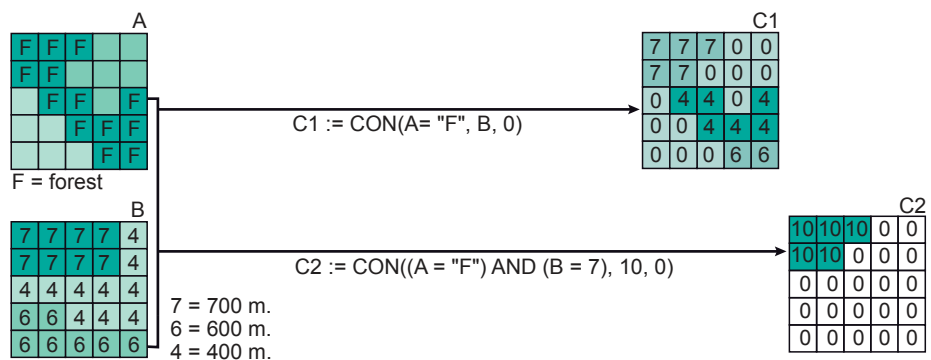 A
F F F
F F
F F F
F F F
F F
F = forest
C1 := CON(A= "F", B, 0)
C1
7 7 7 0 0
7 7 0 0 0
0 4 4 0 4
0 0 4 4 4
0 0 0 6 6
B
7 7 7 7 4
7 7 7 7 4
4 4 4 4 4
6 6 4 4 4
6 6 6 6 6
7 = 700 m.
6 = 600 m.
4 = 400 m.
C2 := CON((A = "F") AND (B = 7), 10, 0)
C2
10 10 10 0 0
10 10 0 0 0
0 0 0 0 0
0 0 0 0 0
0 0 0 0 0